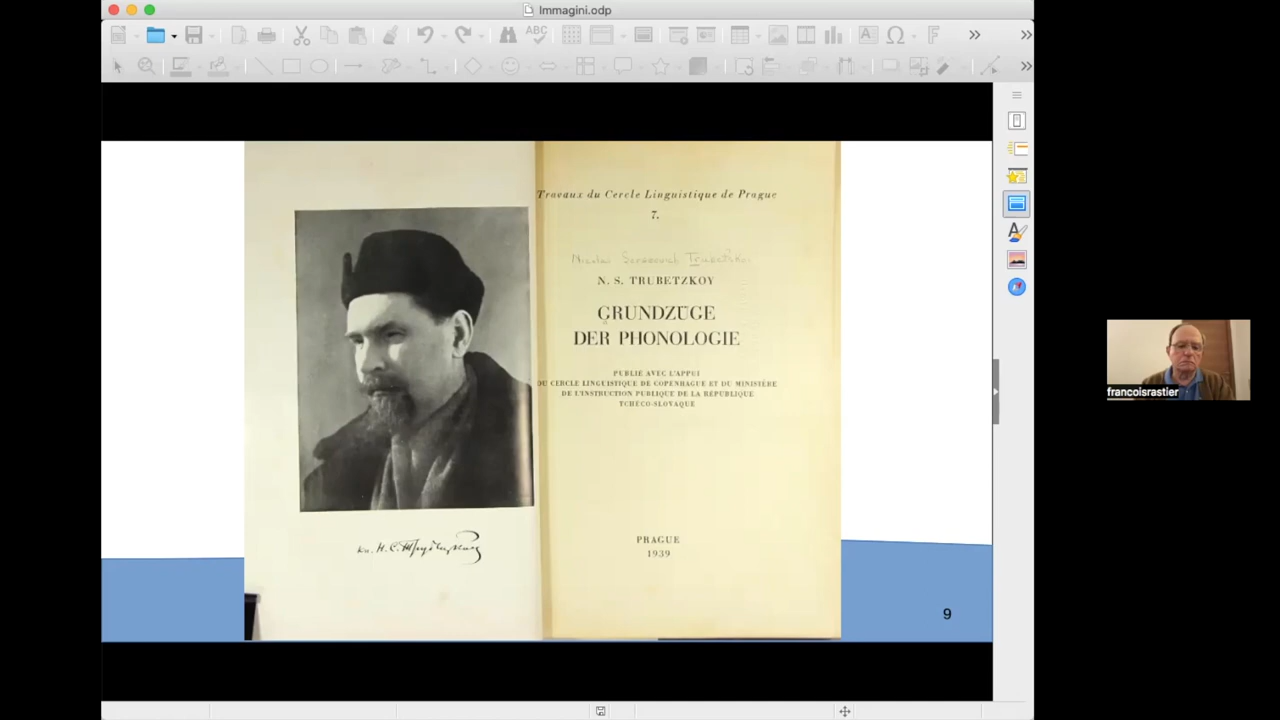 Immagini.odp
ABC
Travaux du Cercle Linguistique de Prague
7.
N. S. TRUBETZKOY
GRUNDZÜGE
DER PHONOLOGIE
PUBLIÉ AVEC L'APPUI
DU CERCLE LINGUISTIQUE DE COPENHAGUE ET DU MINISTÈRE
DE L'INSTRUCTION PUBLIQUE DE LA RÉPUBLIQUE
TCHÉCO-SLOVAQUE
PRAGUE
1939
9
francoisrastier